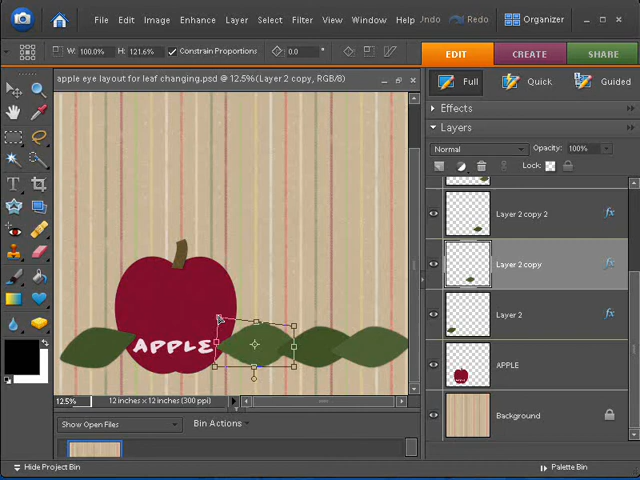 File Edit Image Enhance Layer Select Filter View Window Help Undo Redo Organizer
W: 100.0% H: 121.6% Constrain Proportions 0.0 EDIT CREATE SHARE
apple eye layout for leaf changing.psd @ 12.5%(Layer 2 copy, RGB/8)
Full Quick Guided
Effects
Layers
Normal Opacity: 100%
Lock:
Layer 2 copy 2 fx
Layer 2 copy fx
Layer 2 fx
APPLE
APPLE
Background
12.5% 12 inches x 12 inches (300 ppi)
Show Open Files Bin Actions
Hide Project Bin Palette Bin